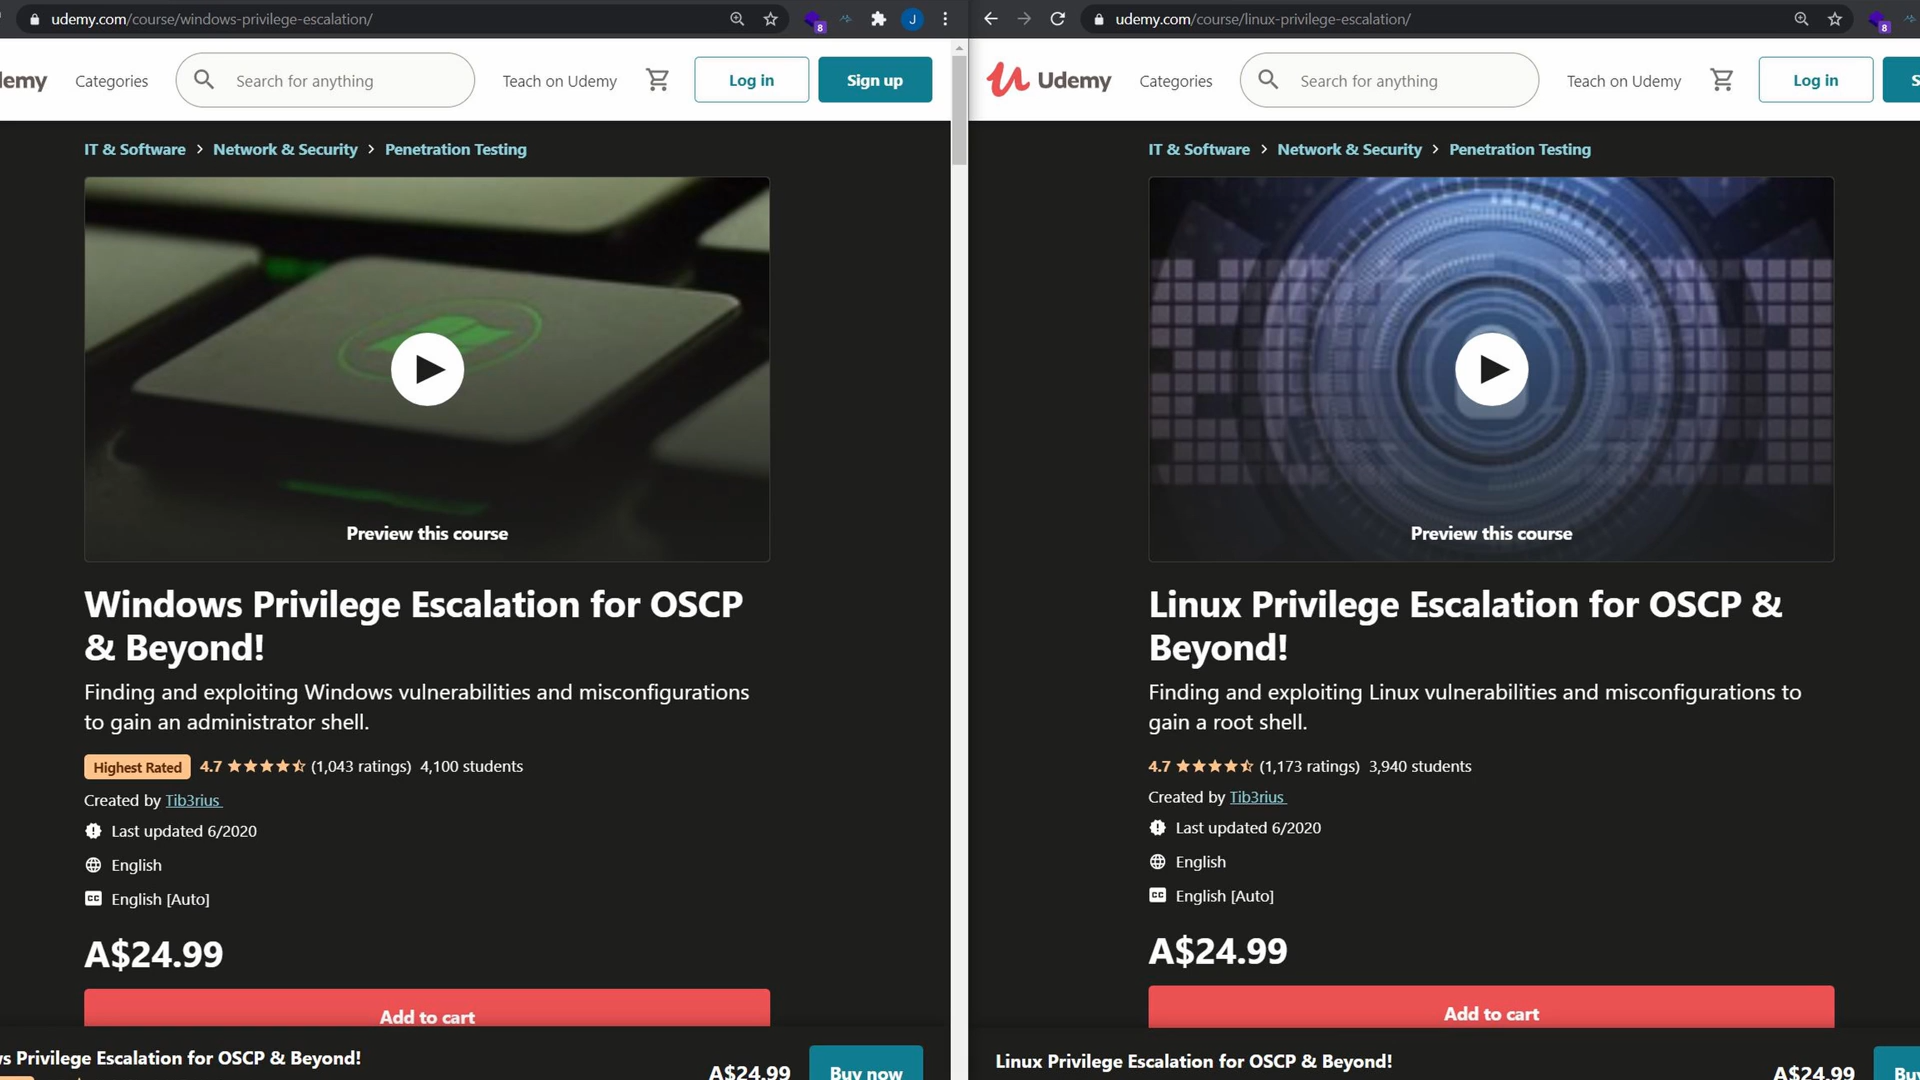 udemy.com/course/windows-privilege-escalation/
8
J
demy
Categories
Search for anything
Teach on Udemy
Log in
Sign up
IT & Software > Network & Security > Penetration Testing
Preview this course
Windows Privilege Escalation for OSCP
& Beyond!
Finding and exploiting Windows vulnerabilities and misconfigurations
to gain an administrator shell.
Highest Rated 4.7 (1,043 ratings) 4,100 students
Created by Tib3rius
Last updated 6/2020
English
CC English [Auto]
A$24.99
Add to cart
s Privilege Escalation for OSCP & Beyond!
A$24.99
Buy now
udemy.com/course/linux-privilege-escalation/
8
Udemy
Categories
Search for anything
Teach on Udemy
Log in
S
IT & Software > Network & Security > Penetration Testing
Preview this course
Linux Privilege Escalation for OSCP &
Beyond!
Finding and exploiting Linux vulnerabilities and misconfigurations to
gain a root shell.
4.7 (1,173 ratings) 3,940 students
Created by Tib3rius
Last updated 6/2020
English
CC English [Auto]
A$24.99
Add to cart
Linux Privilege Escalation for OSCP & Beyond!
A$24.99
Bu